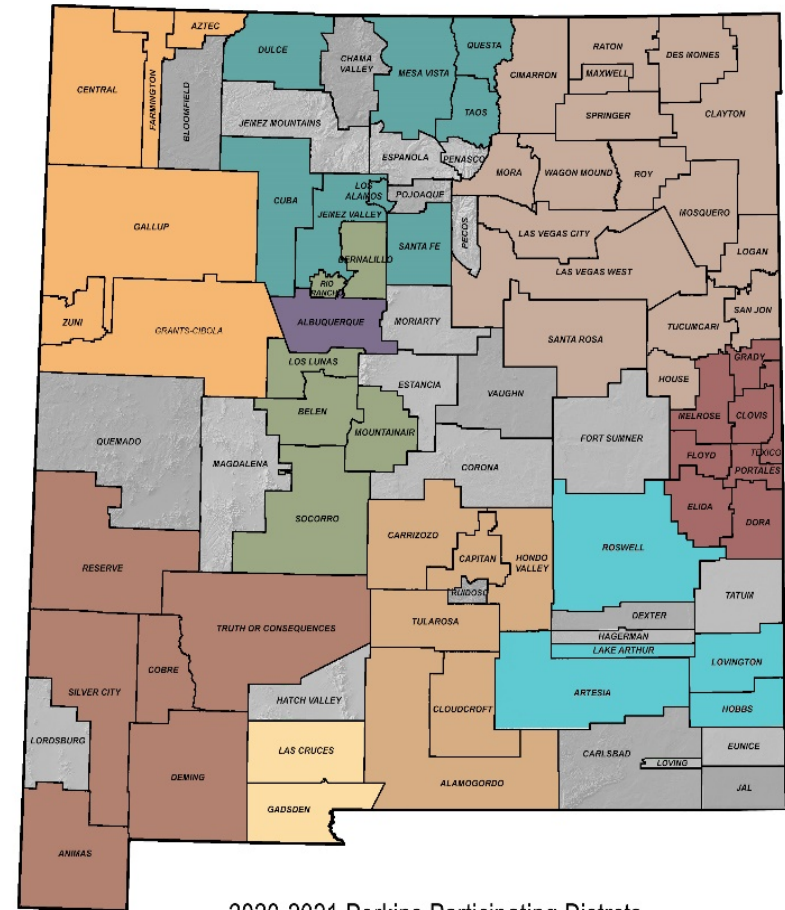 AZTEC
DULCE
CHAMA
VALLEY
MESA VISTA
QUESTA
CIMARRON
RATON
MAXWELL
DES MOINES
CENTRAL
FARMINGTON
BLOOMFIELD
JEMEZ MOUNTAINS
TAOS
SPRINGER
CLAYTON
ESPANOLA
PENASCO
MORA
WAGON MOUND
ROY
CUBA
LOS
ALAMOS
POJOAQUE
JEMEZ VALLEY
MOSQUERO
GALLUP
BERNALILLO
SANTA FE
PECOS
LAS VEGAS CITY
LAS VEGAS WEST
LOGAN
RIO
RANCHO
ZUNI
GRANTS-CIBOLA
ALBUQUERQUE
MORIARTY
SANTA ROSA
TUCUMCARI
SAN JON
LOS LUNAS
ESTANCIA
VAUGHN
HOUSE
GRADY
BELEN
MOUNTAINAIR
FORT SUMNER
MELROSE
CLOVIS
QUEMADO
MAGDALENA
CORONA
FLOYD
TEXICO
PORTALES
SOCORRO
ELIDA
DORA
CARRIZOZO
CAPITAN
HONDO
VALLEY
ROSWELL
RESERVE
RUIDOSO
TATUM
TRUTH OR CONSEQUENCES
TULAROSA
DEXTER
HAGERMAN
LAKE ARTHUR
LOVINGTON
COBRE
SILVER CITY
HATCH VALLEY
CLOUDCROFT
ARTESIA
HOBBS
LORDSBURG
LAS CRUCES
CARLSBAD
LOVING
EUNICE
DEMING
GADSDEN
ALAMOGORDO
JAL
ANIMAS
2020-2021 Perkins Participating Districts